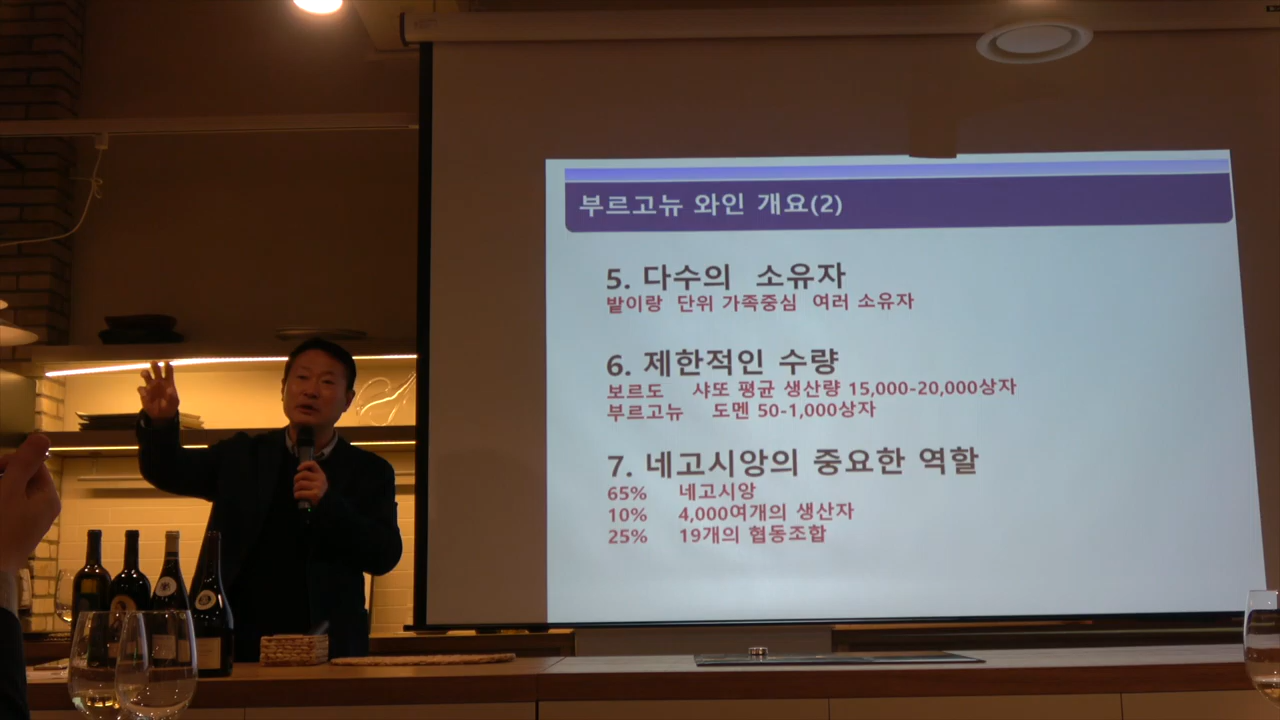 부르고뉴 와인 개요(2)
5. 다수의 소유자
밭이랑 단위 가족중심 여러 소유자
6. 제한적인 수량
보르도 샤또 평균 생산량 15,000-20,000상자
부르고뉴 도멘 50-1,000상자
7. 네고시앙의 중요한 역할
65% 네고시앙
10% 4,000여개의 생산자
25% 19개의 협동조합